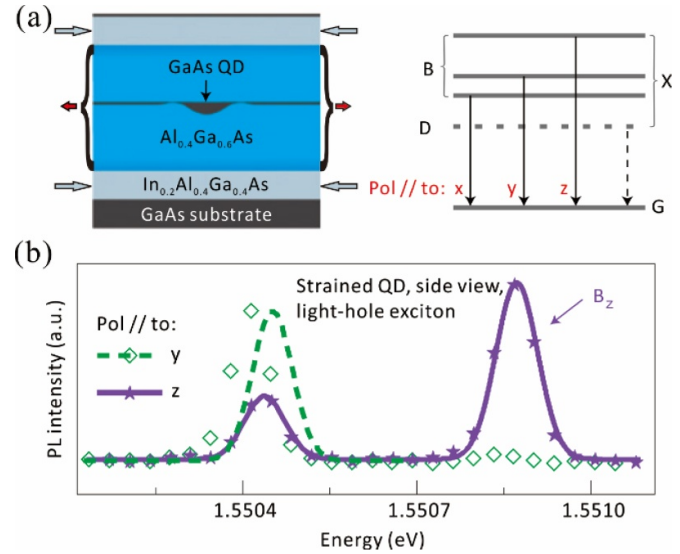 (a)
GaAs QD
Al₀.₄Ga₀.₆As
In₀.₂Al₀.₄Ga₀.₄As
GaAs substrate
B
X
D
Pol // to: x y z
G
(b)
Strained QD, side view,
light-hole exciton
Pol // to:
y
z
B_z
PL intensity (a.u.)
1.5504 1.5507 1.5510
Energy (eV)